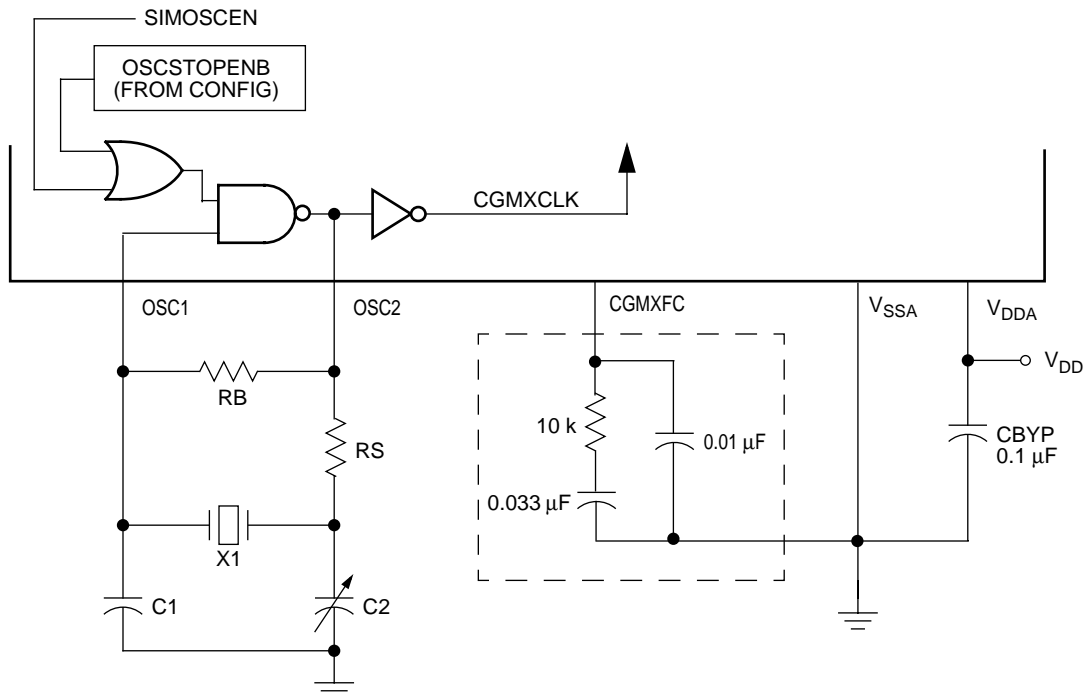 SIMOSCEN
OSCSTOPENB
(FROM CONFIG)
CGMXCLK
OSC1
OSC2
CGMXFC
VSSA
VDDA
VDD
RB
10 k
0.01 μF
CBYP
0.1 μF
RS
0.033 μF
X1
C1
C2